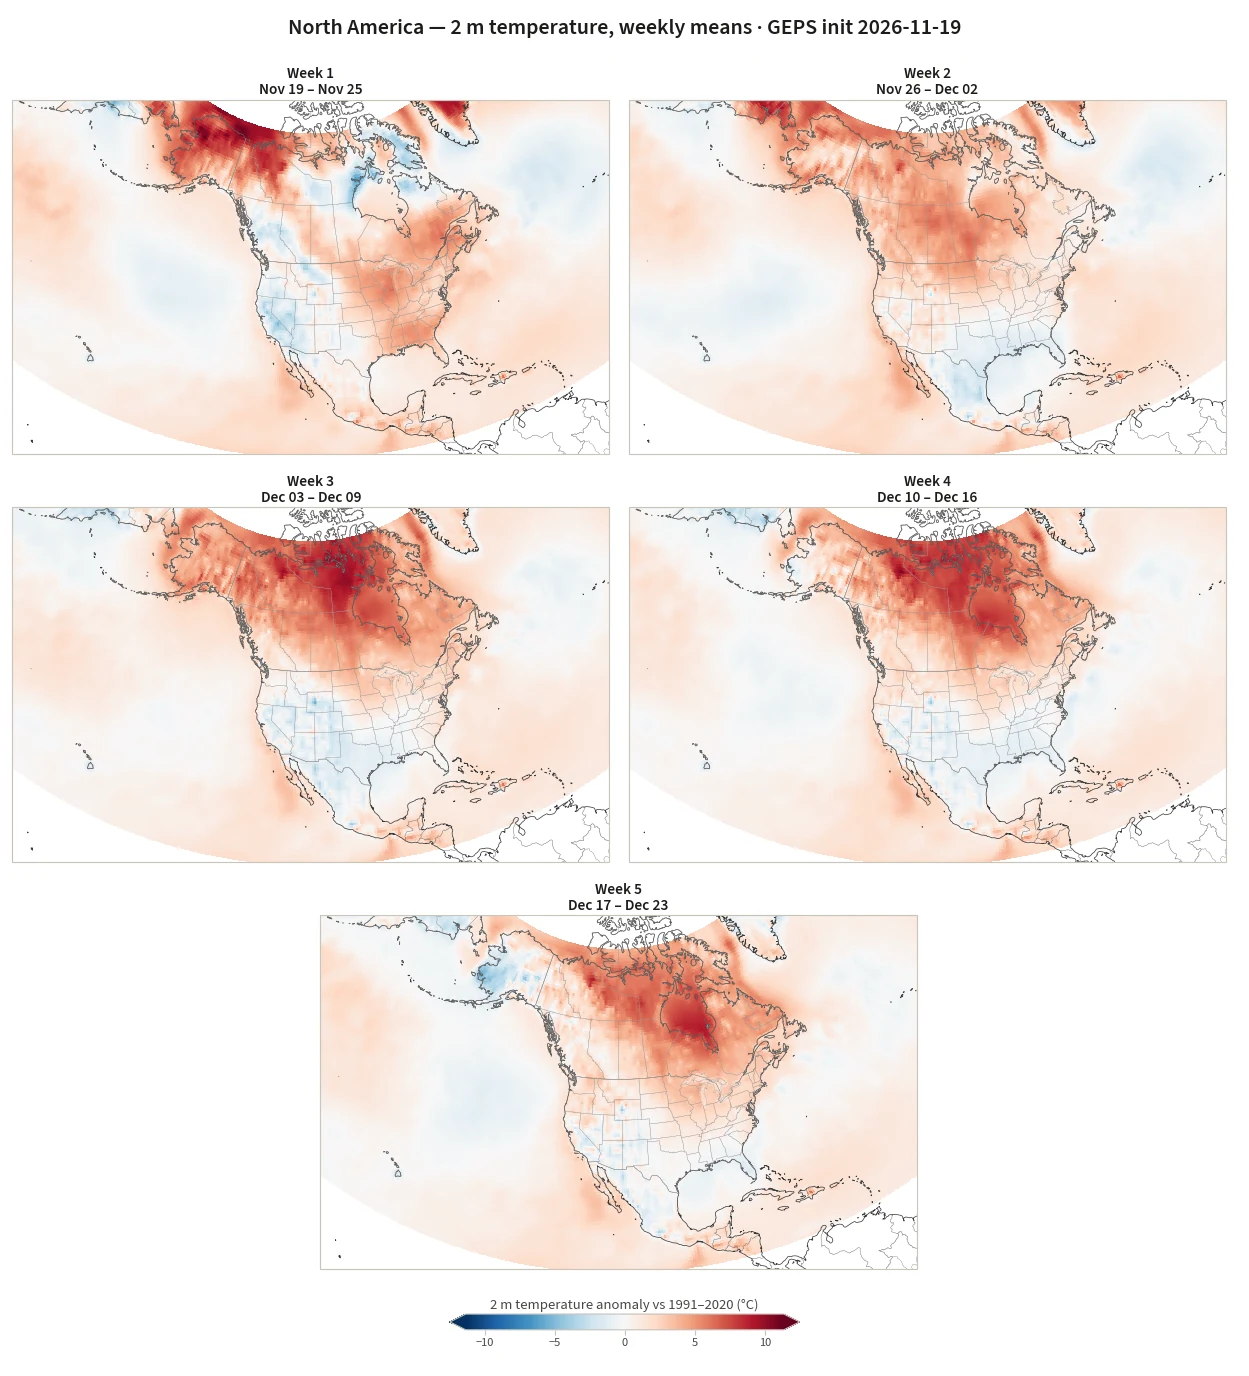 North America — 2 m temperature, weekly means · GEPS init 2026-11-19
Week 1
Nov 19 – Nov 25
Week 2
Nov 26 – Dec 02
Week 3
Dec 03 – Dec 09
Week 4
Dec 10 – Dec 16
Week 5
Dec 17 – Dec 23
2 m temperature anomaly vs 1991–2020 (°C)
−10 −5 0 5 10